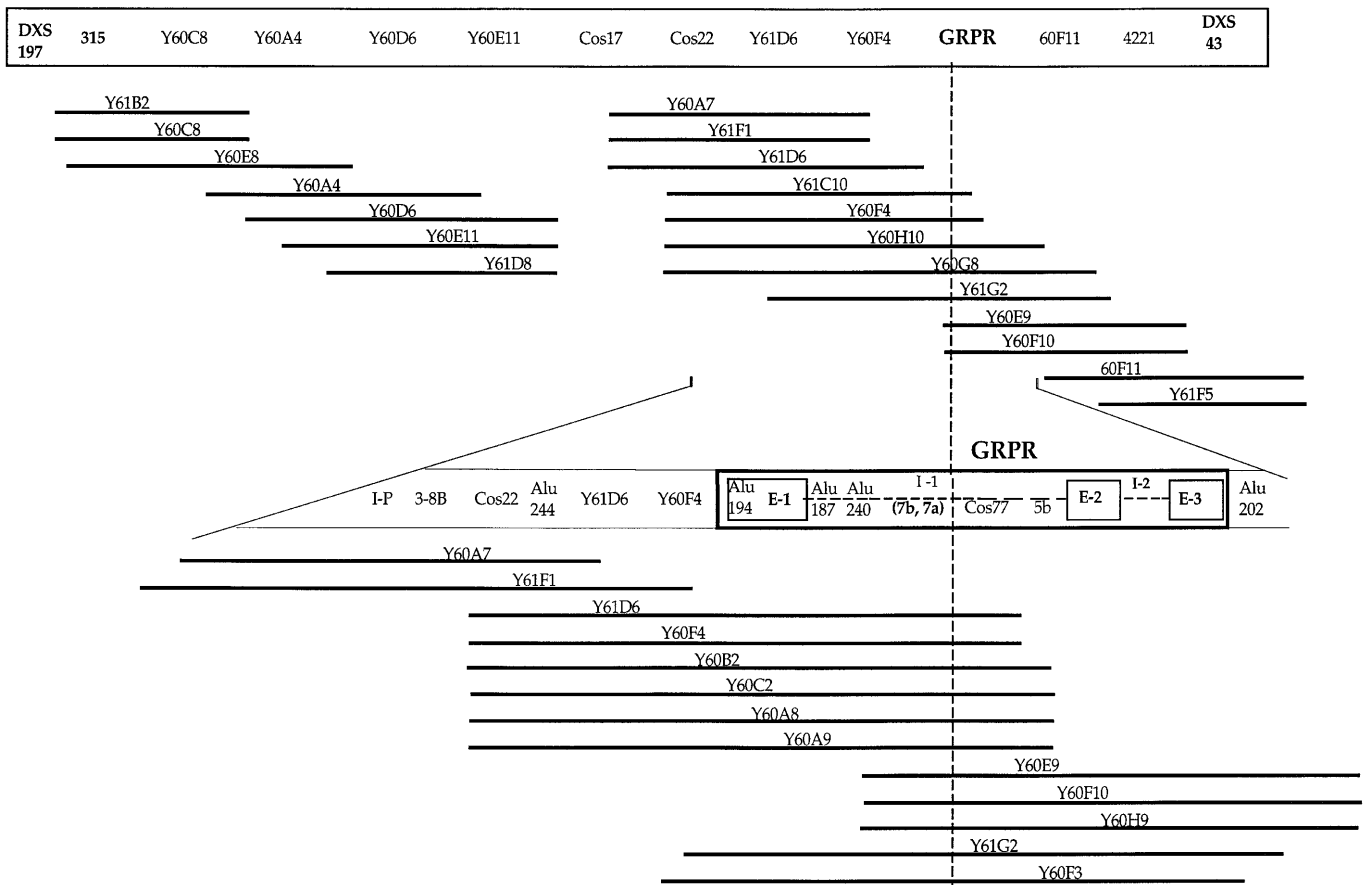 DXS 197 315 Y60C8 Y60A4 Y60D6 Y60E11 Cos17 Cos22 Y61D6 Y60F4 GRPR 60F11 4221 DXS 43
Y61B2 Y60A7
Y60C8 Y61F1
Y60E8 Y61D6
Y60A4 Y61C10
Y60D6 Y60F4
Y60E11 Y60H10
Y61D8 Y60G8
Y61G2
Y60E9
Y60F10
60F11
Y61F5
GRPR
I-P 3-8B Cos22 Alu 244 Y61D6 Y60F4 Alu 194 E-1 Alu 187 Alu 240 I -1 (7b, 7a) Cos77 5b E-2 I-2 E-3 Alu 202
Y60A7
Y61F1
Y61D6
Y60F4
Y60B2
Y60C2
Y60A8
Y60A9
Y60E9
Y60F10
Y60H9
Y61G2
Y60F3